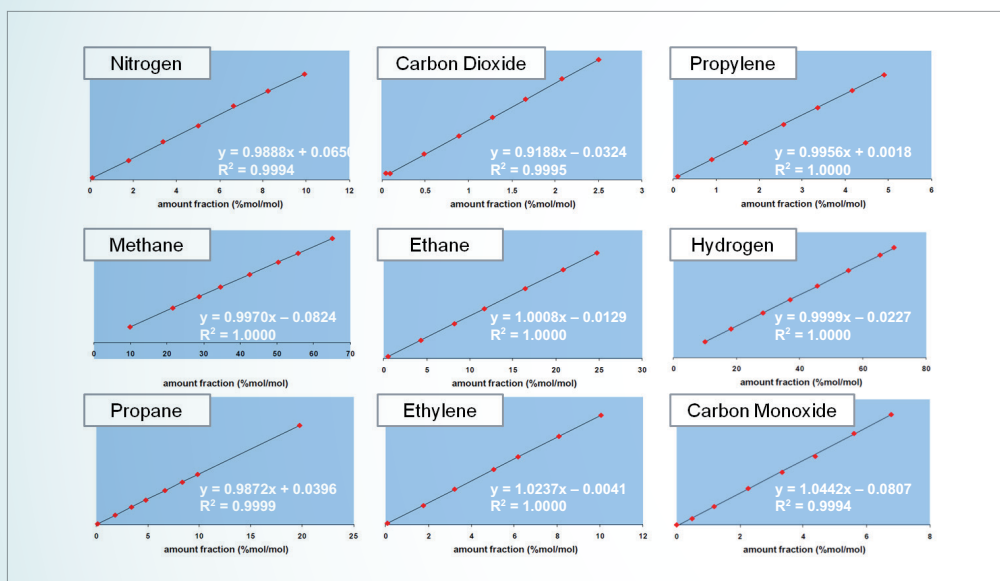 Nitrogen
y = 0.9888x + 0.0650
R² = 0.9994
0 2 4 6 8 10 12
amount fraction (%mol/mol)
Carbon Dioxide
y = 0.9188x – 0.0324
R² = 0.9995
0 0.5 1 1.5 2 2.5 3
amount fraction (%mol/mol)
Propylene
y = 0.9956x + 0.0018
R² = 1.0000
0 1 2 3 4 5 6
amount fraction (%mol/mol)
Methane
y = 0.9970x – 0.0824
R² = 1.0000
0 10 20 30 40 50 60 70
amount fraction (%mol/mol)
Ethane
y = 1.0008x – 0.0129
R² = 1.0000
0 5 10 15 20 25 30
amount fraction (%mol/mol)
Hydrogen
y = 0.9999x – 0.0227
R² = 1.0000
0 20 40 60 80
amount fraction (%mol/mol)
Propane
y = 0.9872x + 0.0396
R² = 0.9999
0 5 10 15 20 25
amount fraction (%mol/mol)
Ethylene
y = 1.0237x – 0.0041
R² = 1.0000
0 2 4 6 8 10 12
amount fraction (%mol/mol)
Carbon Monoxide
y = 1.0442x – 0.0807
R² = 0.9994
0 2 4 6 8
amount fraction (%mol/mol)